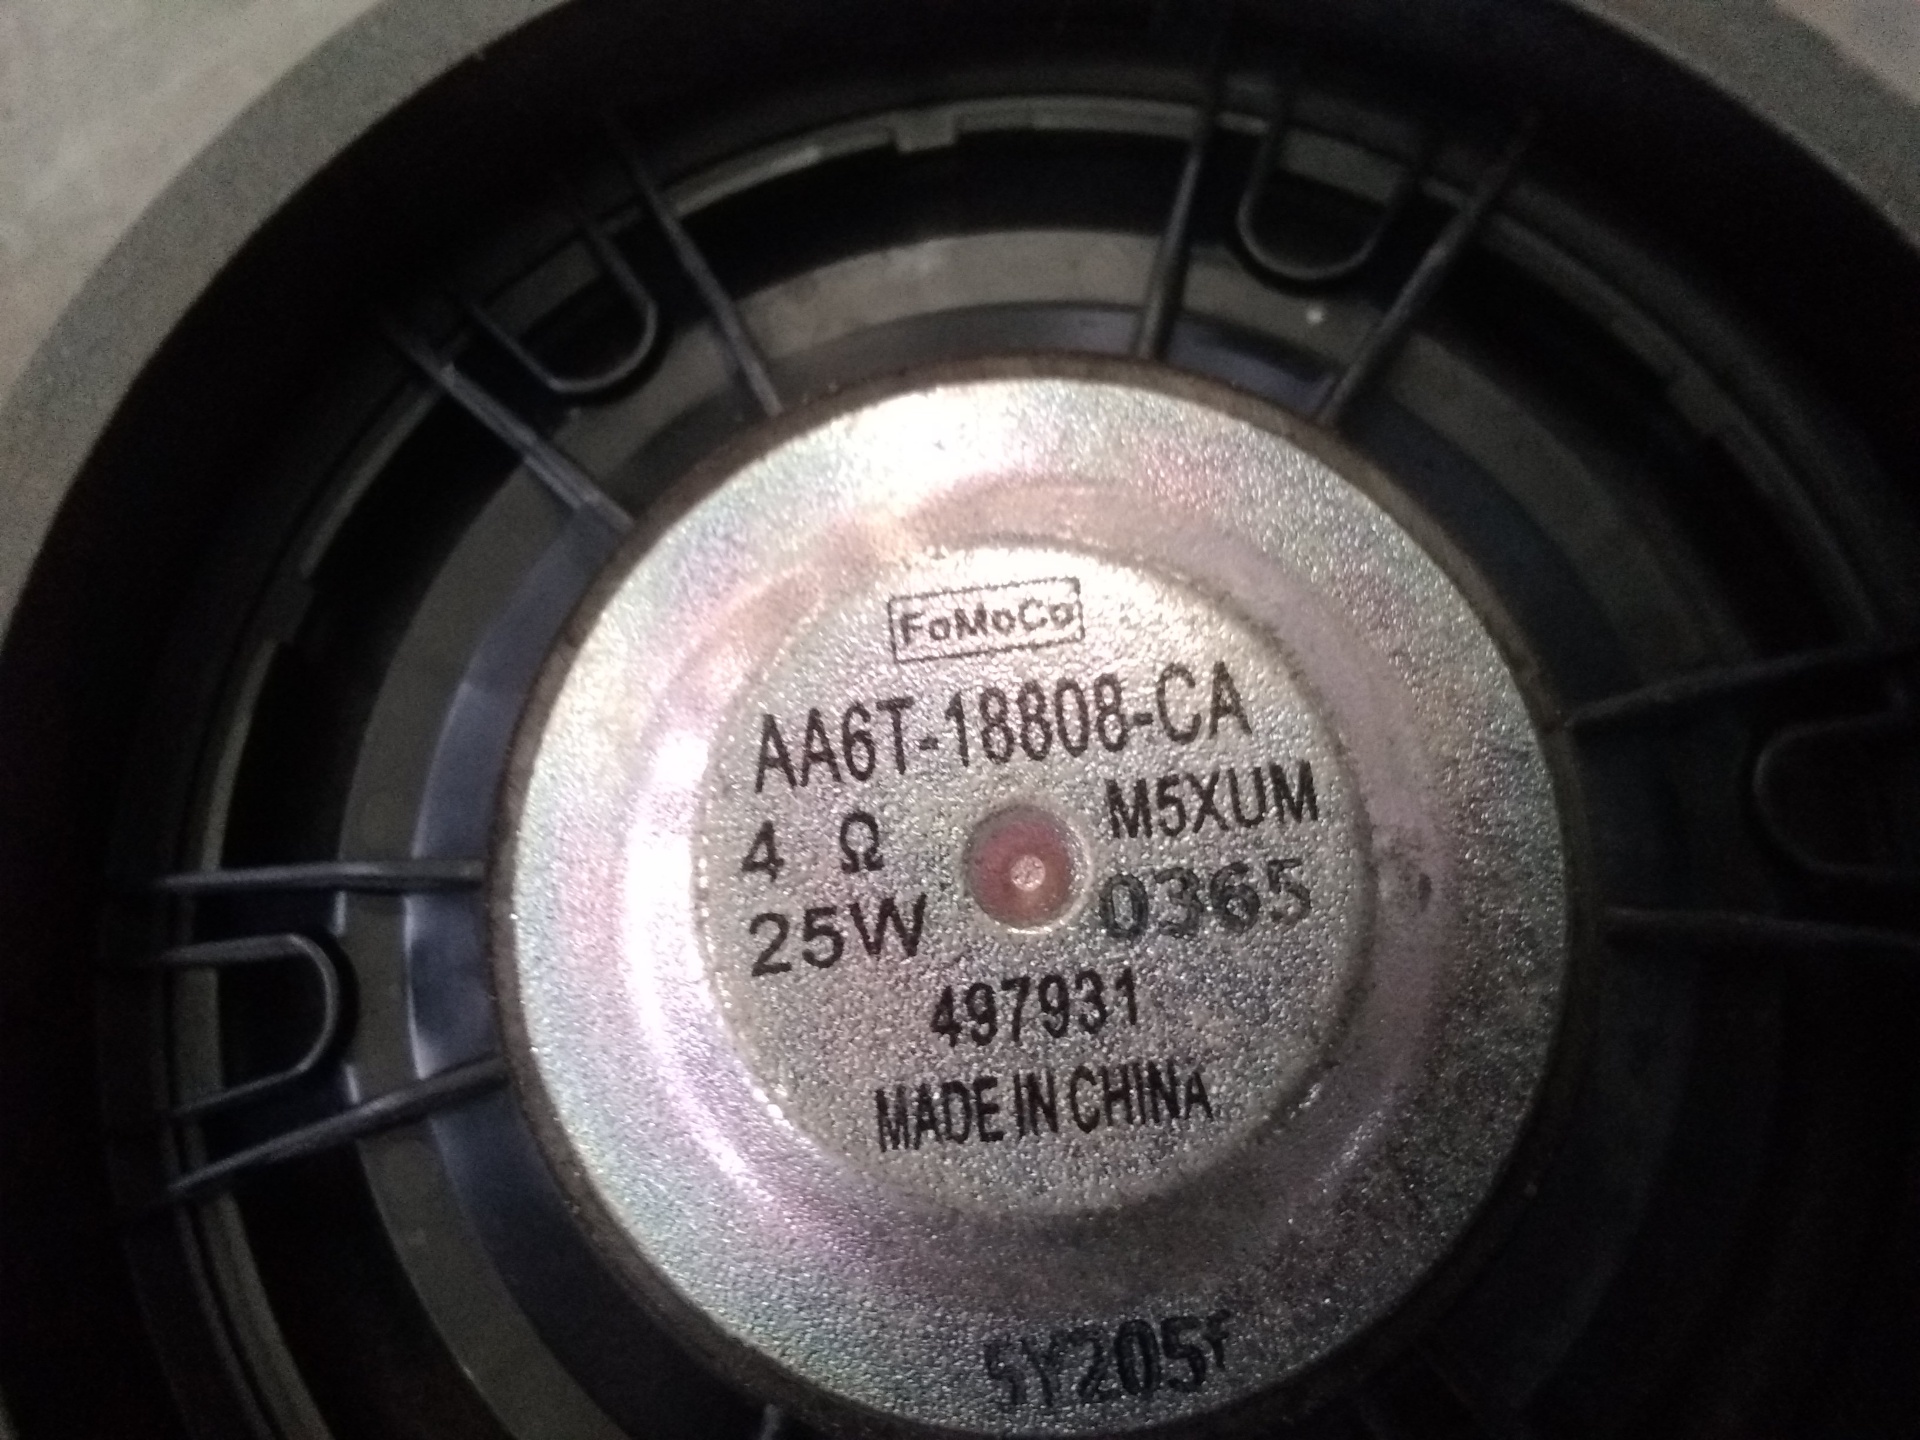 FoMoCo
AA6T-18808-CA
4 Ω M5XUM
25W 0365
497931
MADE IN CHINA